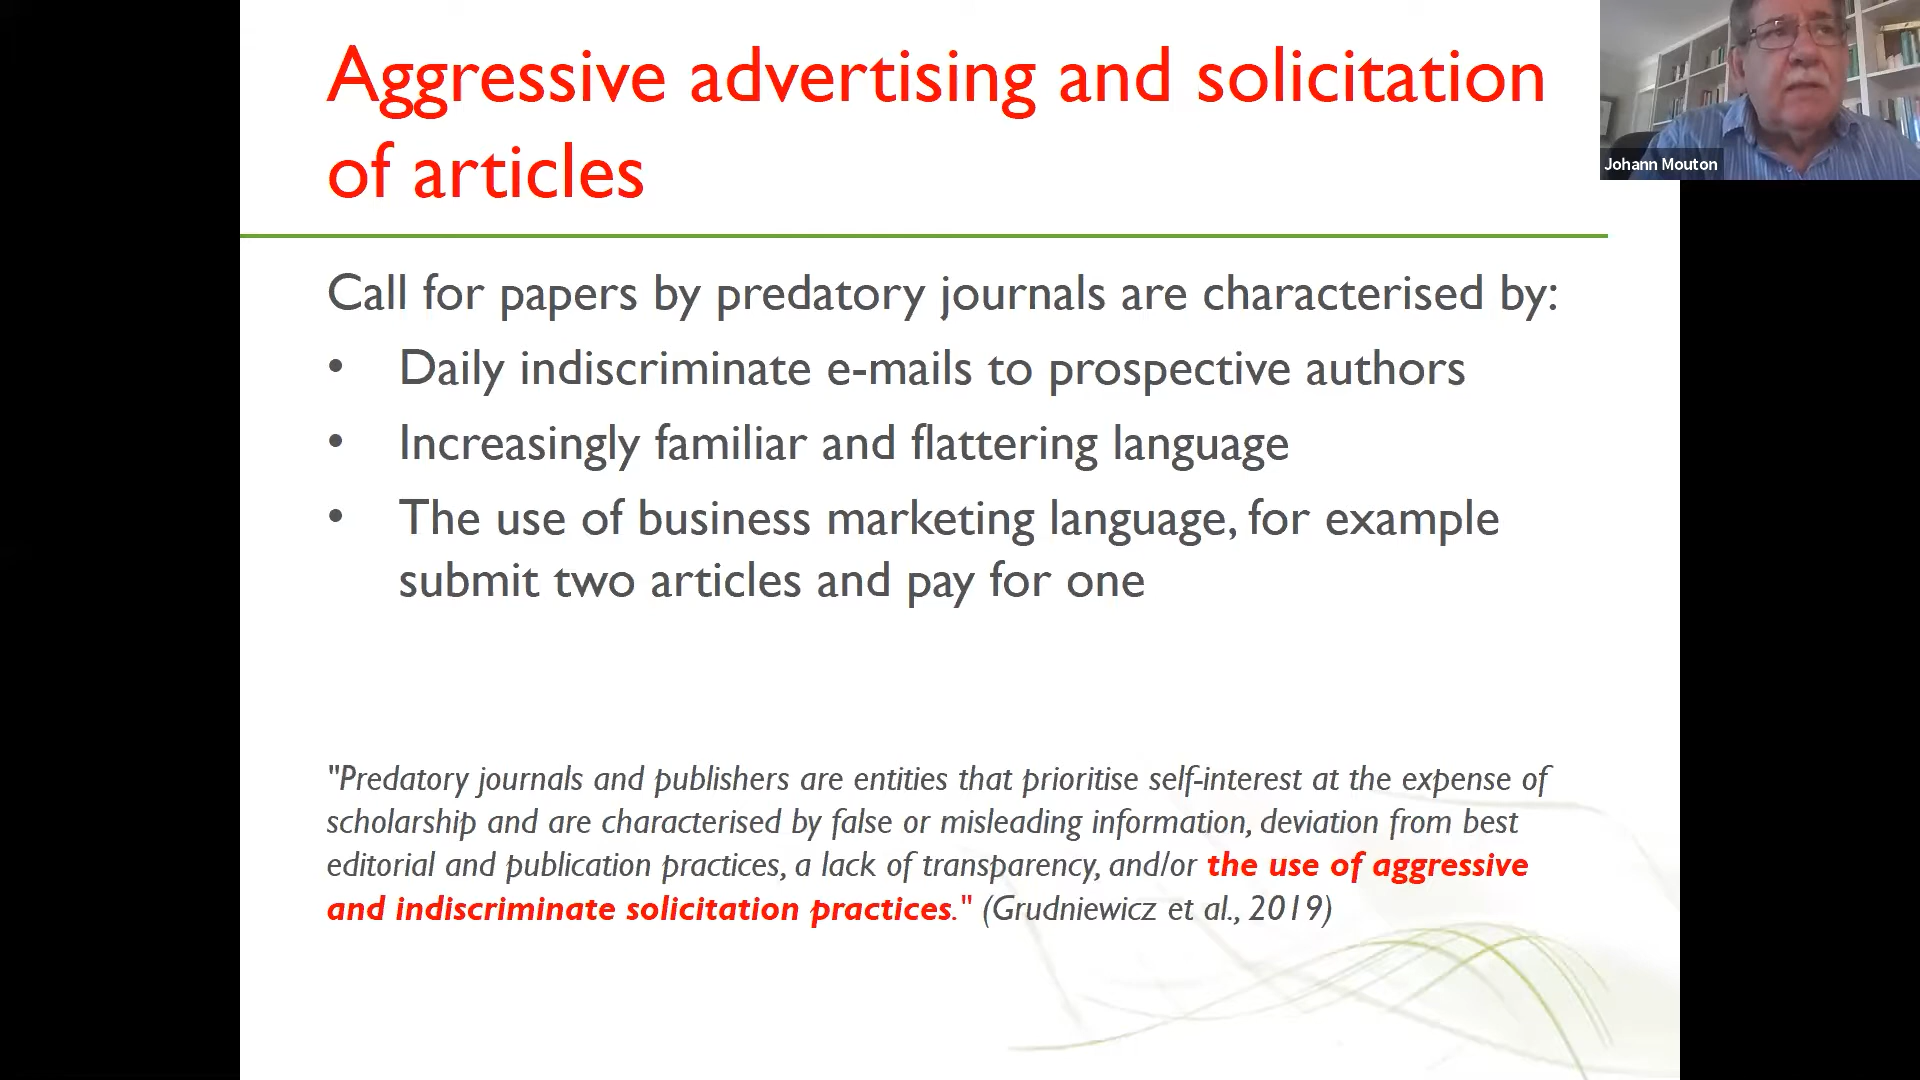 Aggressive advertising and solicitation
of articles
Johann Mouton
Call for papers by predatory journals are characterised by:
• Daily indiscriminate e-mails to prospective authors
• Increasingly familiar and flattering language
• The use of business marketing language, for example
submit two articles and pay for one
"Predatory journals and publishers are entities that prioritise self-interest at the expense of
scholarship and are characterised by false or misleading information, deviation from best
editorial and publication practices, a lack of transparency, and/or the use of aggressive
and indiscriminate solicitation practices." (Grudniewicz et al., 2019)